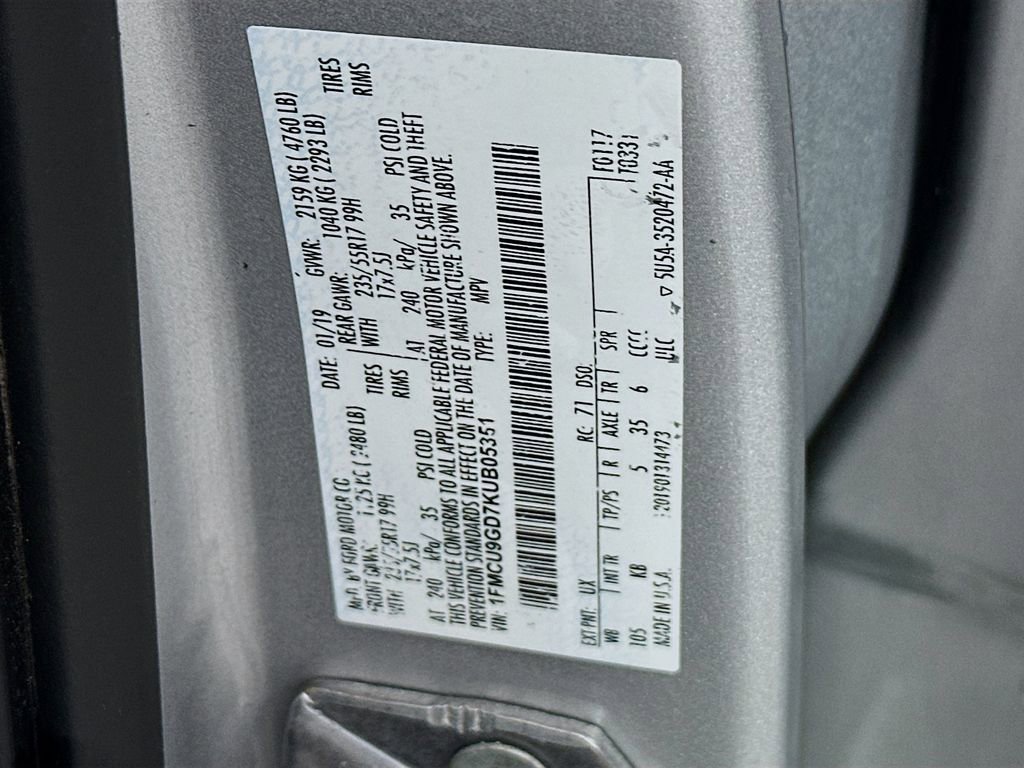 MFD. BY FORD MOTOR CO. DATE: 01/19 GVWR: 2159 KG ( 4760 LB)
FRONT GAWR: KG ( 2480 LB) REAR GAWR: 1040 KG ( 2293 LB)
WITH 235/55R17 99H TIRES WITH 235/55R17 99H TIRES
17x7.5J RIMS 17x7.5J RIMS
AT 240 kPa/ 35 PSI COLD AT 240 kPa/ 35 PSI COLD
THIS VEHICLE CONFORMS TO ALL APPLICABLE FEDERAL MOTOR VEHICLE SAFETY AND THEFT
PREVENTION STANDARDS IN EFFECT ON THE DATE OF MANUFACTURE SHOWN ABOVE.
VIN: 1FMCU9GD7KUB05351 TYPE: MPV
EXT PNT: UX RC: 71 DSO: FG117
WB INT TR TP/PS R AXLE TR SPR T0331
105 KB 5 35 6 CCCC
MADE IN U.S.A. 20190131 ULC 5U5A-3520472-AA